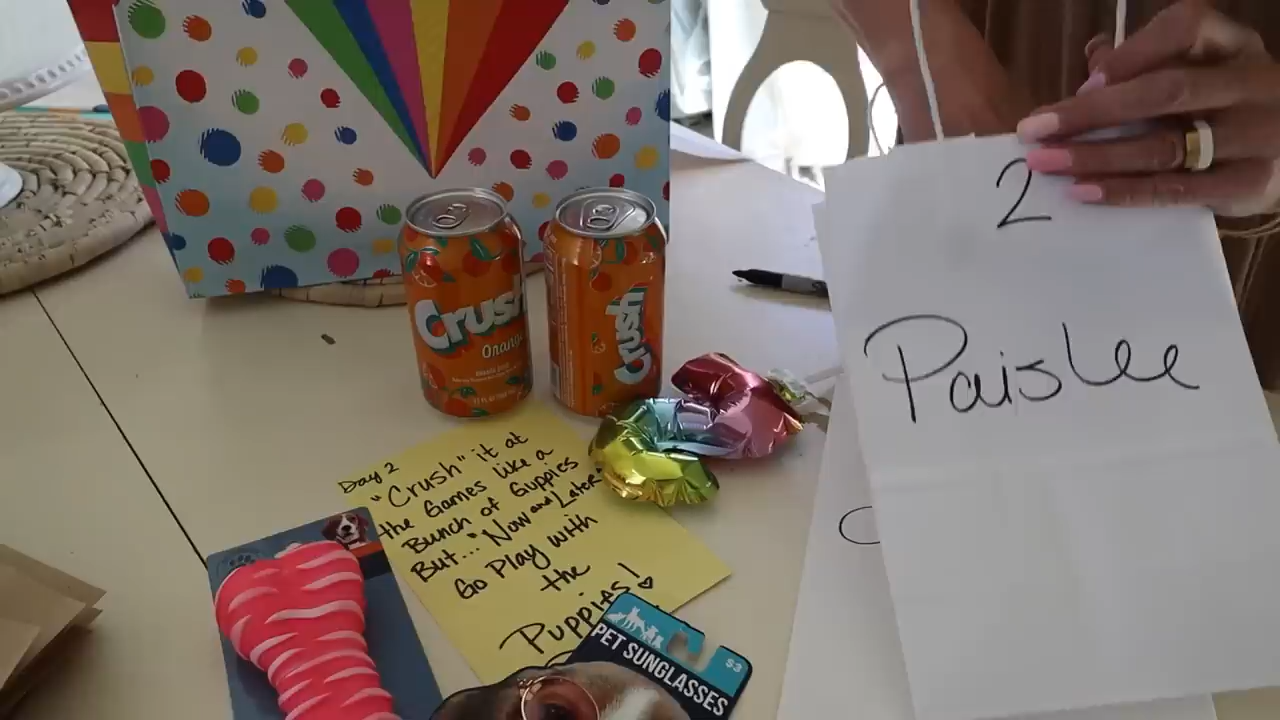 2
Paislee
Crush
Orange
Crush
Day 2
"Crush" it at
the Games like a
Bunch of Guppies
But... "Now and Later
Go Play with
the
Puppies!
PET SUNGLASSES
$3